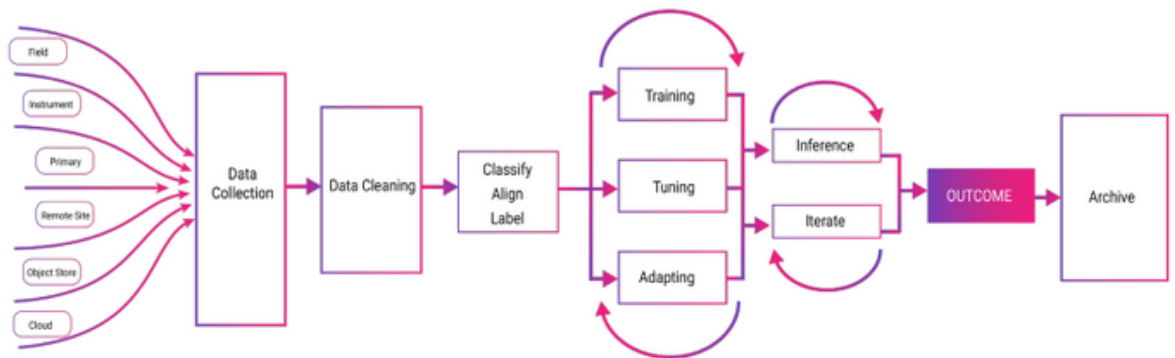 Field
Instrument
Primary
Remote Site
Object Store
Cloud
Data
Collection
Data Cleaning
Classify
Align
Label
Training
Tuning
Adapting
Inference
Iterate
OUTCOME
Archive